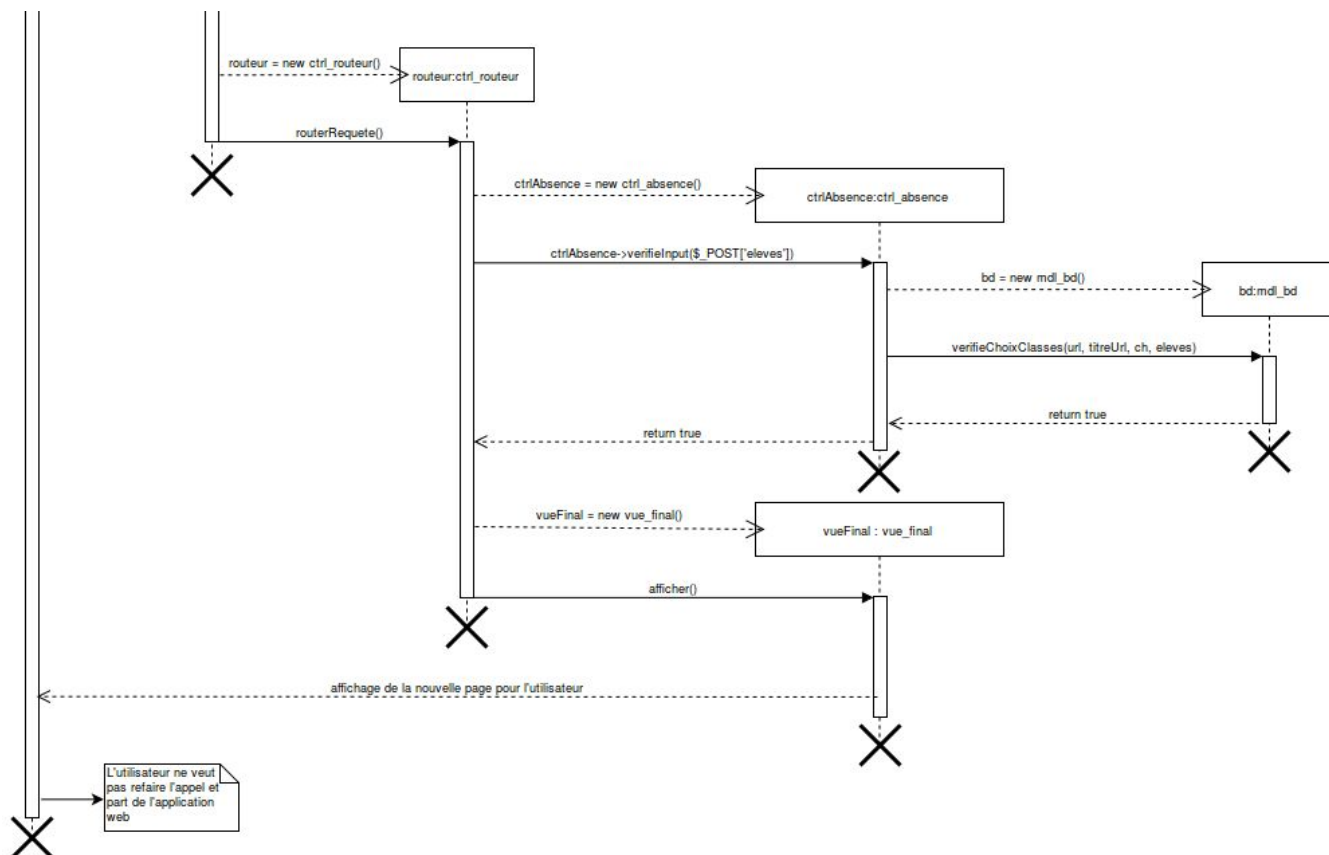 routeur = new ctrl_routeur()
routeur:ctrl_routeur
routerRequete()
ctrlAbsence = new ctrl_absence()
ctrlAbsence:ctrl_absence
ctrlAbsence->verifieInput($_POST['eleves'])
bd = new mdl_bd()
bd:mdl_bd
verifieChoixClasses(url, titreUrl, ch, eleves)
return true
return true
vueFinal = new vue_final()
vueFinal : vue_final
afficher()
affichage de la nouvelle page pour l'utilisateur
L'utilisateur ne veut
pas refaire l'appel et
part de l'application
web